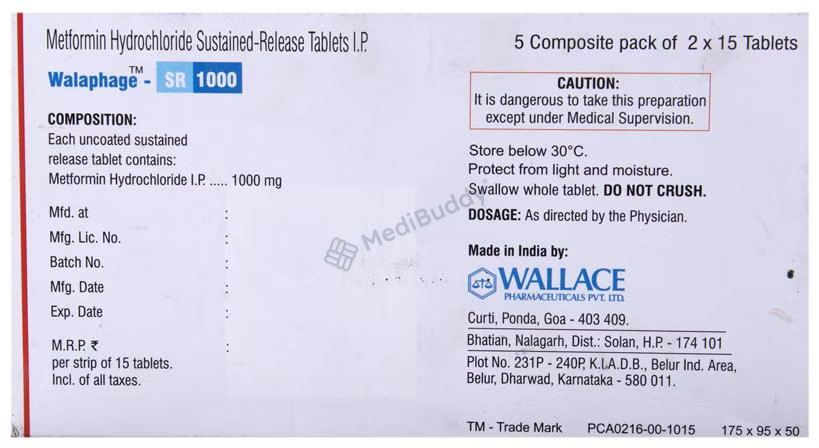 Metformin Hydrochloride Sustained-Release Tablets I.P.
Walaphage™ - SR 1000
COMPOSITION:
Each uncoated sustained
release tablet contains:
Metformin Hydrochloride I.P. ..... 1000 mg
Mfd. at :
Mfg. Lic. No. :
Batch No. :
Mfg. Date :
Exp. Date :
M.R.P. ₹ :
per strip of 15 tablets.
Incl. of all taxes.
MediBuddy
5 Composite pack of 2 x 15 Tablets
CAUTION:
It is dangerous to take this preparation
except under Medical Supervision.
Store below 30°C.
Protect from light and moisture.
Swallow whole tablet. DO NOT CRUSH.
DOSAGE: As directed by the Physician.
Made in India by:
WALLACE
PHARMACEUTICALS PVT. LTD.
Curti, Ponda, Goa - 403 409.
Bhatian, Nalagarh, Dist.: Solan, H.P. - 174 101
Plot No. 231P - 240P, K.I.A.D.B., Belur Ind. Area,
Belur, Dharwad, Karnataka - 580 011.
TM - Trade Mark PCA0216-00-1015 175 x 95 x 50